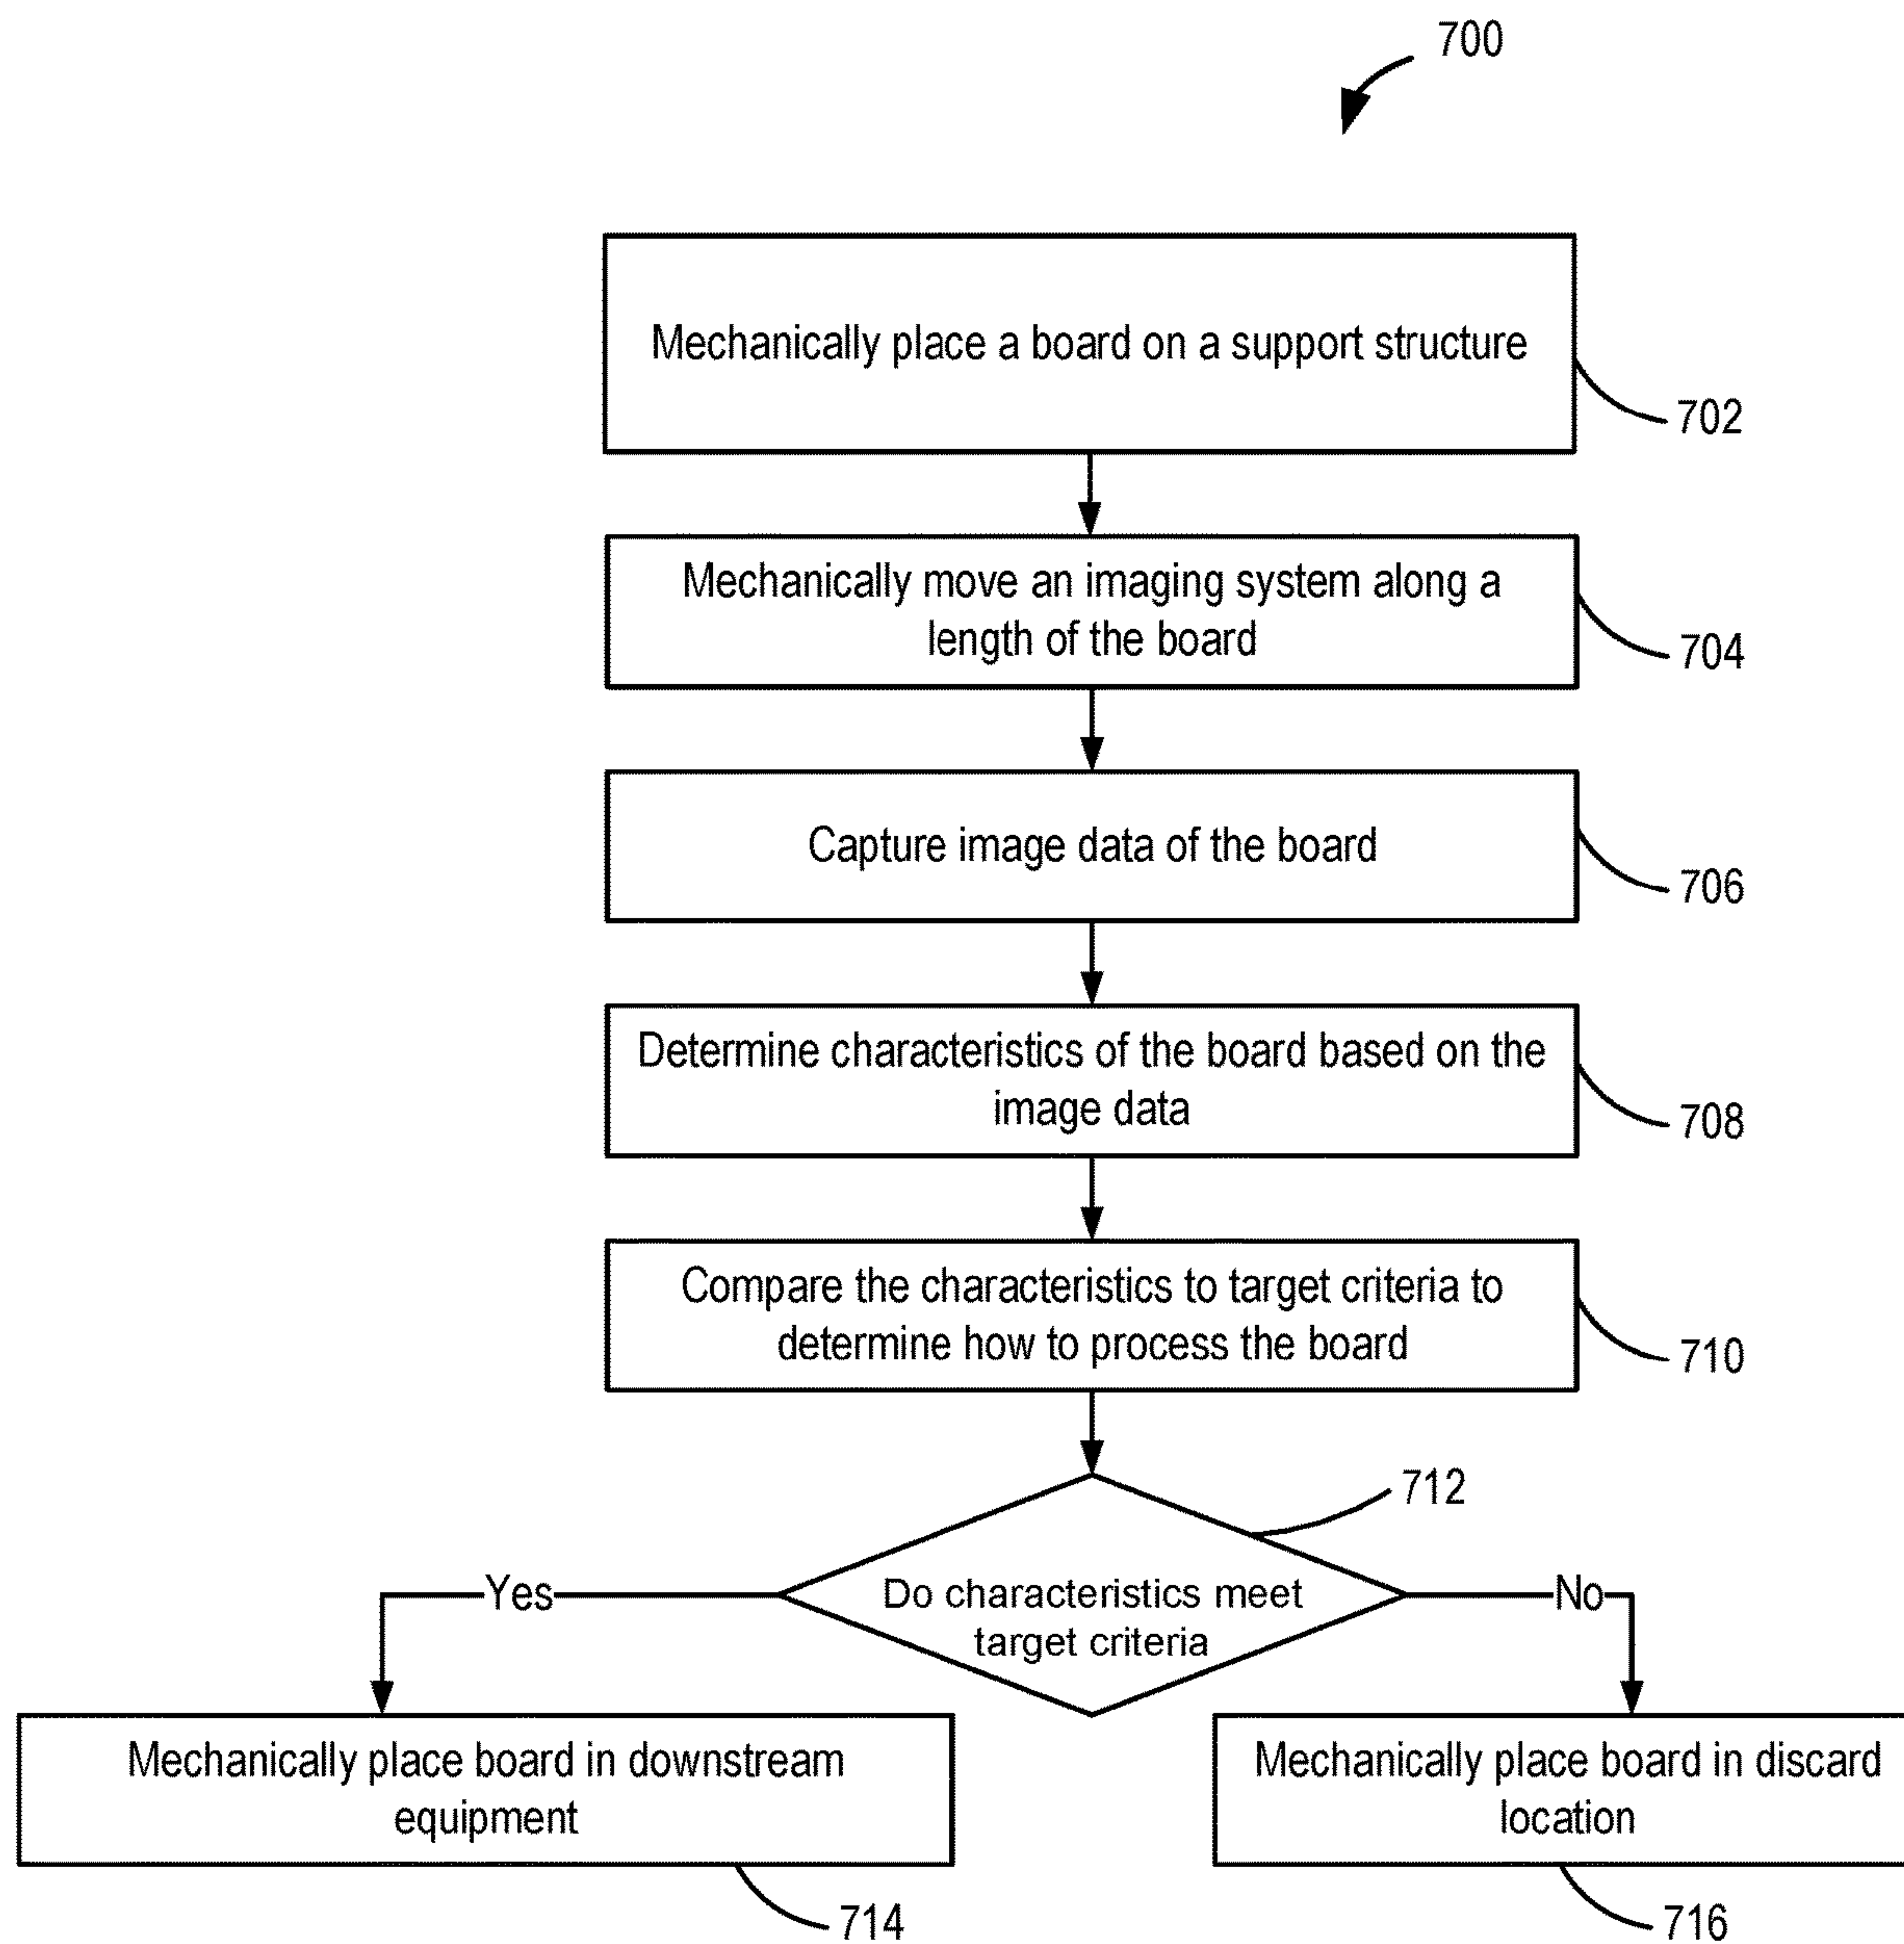 700
Mechanically place a board on a support structure
702
Mechanically move an imaging system along a
length of the board
704
Capture image data of the board
706
Determine characteristics of the board based on the
image data
708
Compare the characteristics to target criteria to
determine how to process the board
710
712
Do characteristics meet
target criteria
Yes
No
Mechanically place board in downstream
equipment
714
Mechanically place board in discard
location
716